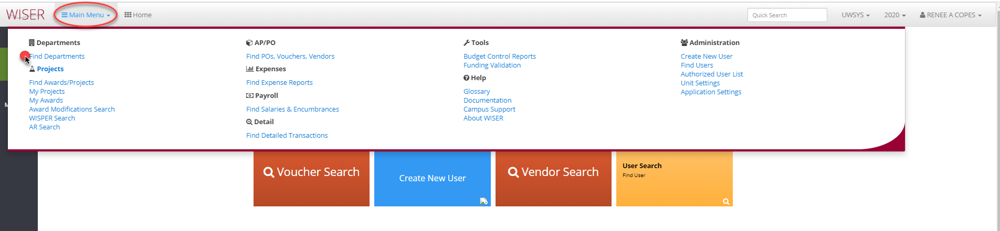 WISER Main Menu Home Quick Search UWSYS 2020 RENEE A COPES
Departments
Find Departments
Projects
Find Awards/Projects
My Projects
My Awards
Award Modifications Search
WISPER Search
AR Search
AP/PO
Find POs, Vouchers, Vendors
Expenses
Find Expense Reports
Payroll
Find Salaries & Encumbrances
Detail
Find Detailed Transactions
Tools
Budget Control Reports
Funding Validation
Help
Glossary
Documentation
Campus Support
About WISER
Administration
Create New User
Find Users
Authorized User List
Unit Settings
Application Settings
M
Voucher Search
Create New User
Vendor Search
User Search
Find User